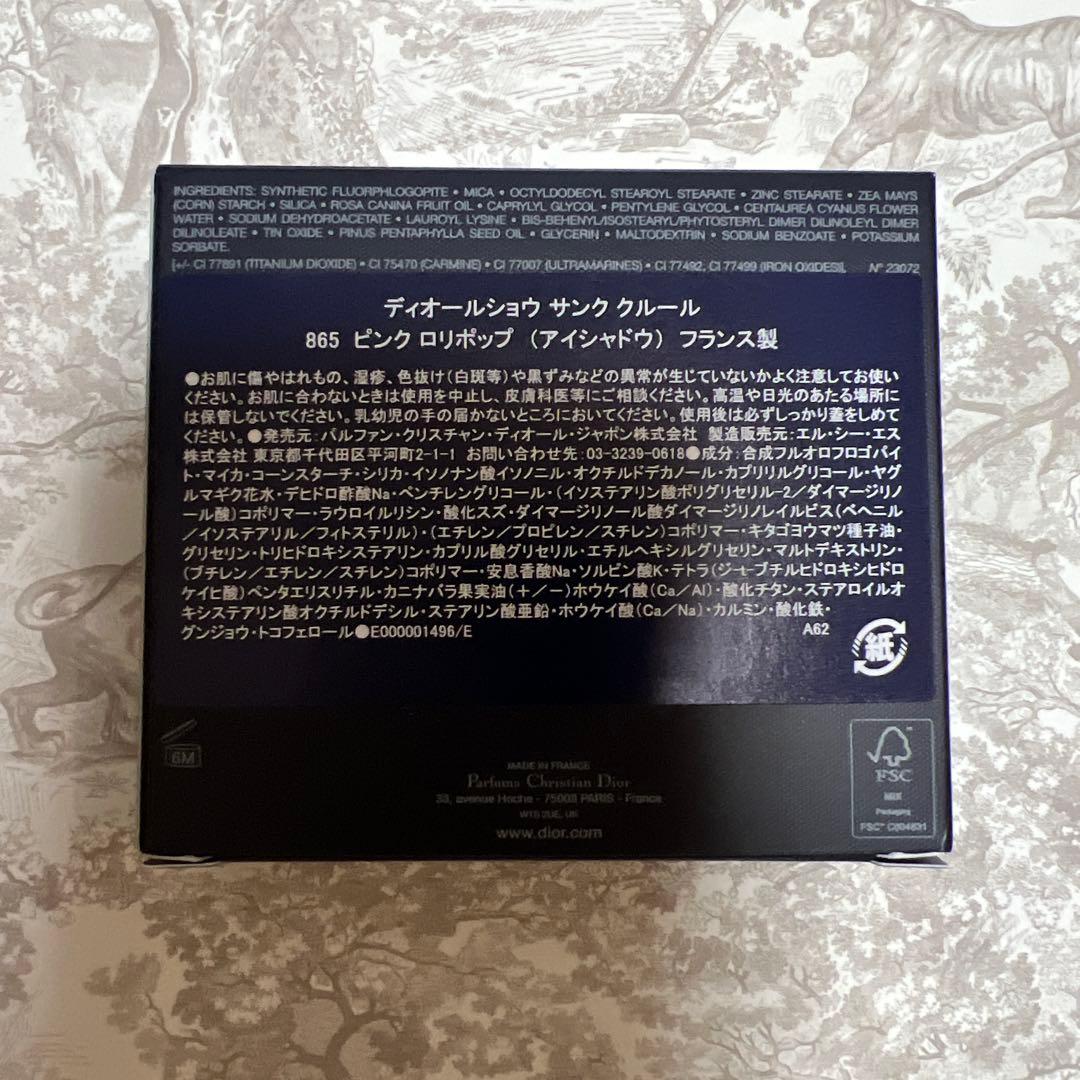 INGREDIENTS: SYNTHETIC FLUORPHLOGOPITE • MICA • OCTYLDODECYL STEAROYL STEARATE • ZINC STEARATE • ZEA MAYS
(CORN) STARCH • SILICA • ROSA CANINA FRUIT OIL • CAPRYLYL GLYCOL • PENTYLENE GLYCOL • CENTAUREA CYANUS FLOWER
WATER • SODIUM DEHYDROACETATE • LAUROYL LYSINE • BIS-BEHENYL/ISOSTEARYL/PHYTOSTERYL DIMER DILINOLEYL DIMER
DILINOLEATE • TIN OXIDE • PINUS PENTAPHYLLA SEED OIL • GLYCERIN • MALTODEXTRIN • SODIUM BENZOATE • POTASSIUM
SORBATE.
[+/- CI 77891 (TITANIUM DIOXIDE) • CI 75470 (CARMINE) • CI 77007 (ULTRAMARINES) • CI 77492, CI 77499 (IRON OXIDES)]. N° 23072
ディオールショウ サンク クルール
865 ピンク ロリポップ （アイシャドウ） フランス製
●お肌に傷やはれもの、湿疹、色抜け(白斑等)や黒ずみなどの異常が生じていないかよく注意してお使い
ください。お肌に合わないときは使用を中止し、皮膚科医等にご相談ください。高温や日光のあたる場所に
は保管しないでください。乳幼児の手の届かないところにおいてください。使用後は必ずしっかり蓋をしめて
ください。●発売元：パルファン・クリスチャン・ディオール・ジャポン株式会社 製造販売元：エル・シー・エス
株式会社 東京都千代田区平河町2-1-1 お問い合わせ先：03-3239-0618●成分：合成フルオロフロゴパイ
ト・マイカ・コーンスターチ・シリカ・イソノナン酸イソノニル・オクチルドデカノール・カプリリルグリコール・ヤグ
ルマギク花水・デヒドロ酢酸Na・ペンチレングリコール・(イソステアリン酸ポリグリセリル-2／ダイマージリノ
ール酸)コポリマー・ラウロイルリシン・酸化スズ・ダイマージリノール酸ダイマージリノレイルビス(ベヘニル
／イソステアリル／フィトステリル)・(エチレン／プロピレン／スチレン)コポリマー・キタゴヨウマツ種子油・
グリセリン・トリヒドロキシステアリン・カプリル酸グリセリル・エチルヘキシルグリセリン・マルトデキストリン・
(ブチレン／エチレン／スチレン)コポリマー・安息香酸Na・ソルビン酸K・テトラ(ジ-t-ブチルヒドロキシヒドロ
ケイヒ酸)ペンタエリスリチル・カニナバラ果実油(＋／－)ホウケイ酸(Ca／Al)・酸化チタン・ステアロイルオ
キシステアリン酸オクチルドデシル・ステアリン酸亜鉛・ホウケイ酸(Ca／Na)・カルミン・酸化鉄・
グンジョウ・トコフェロール●E000001496/E A62
紙
6M
MADE IN FRANCE
Parfums Christian Dior
33, avenue Hoche - 75008 PARIS - France
W1S 2UE, UK
www.dior.com
FSC
MIX
Packaging